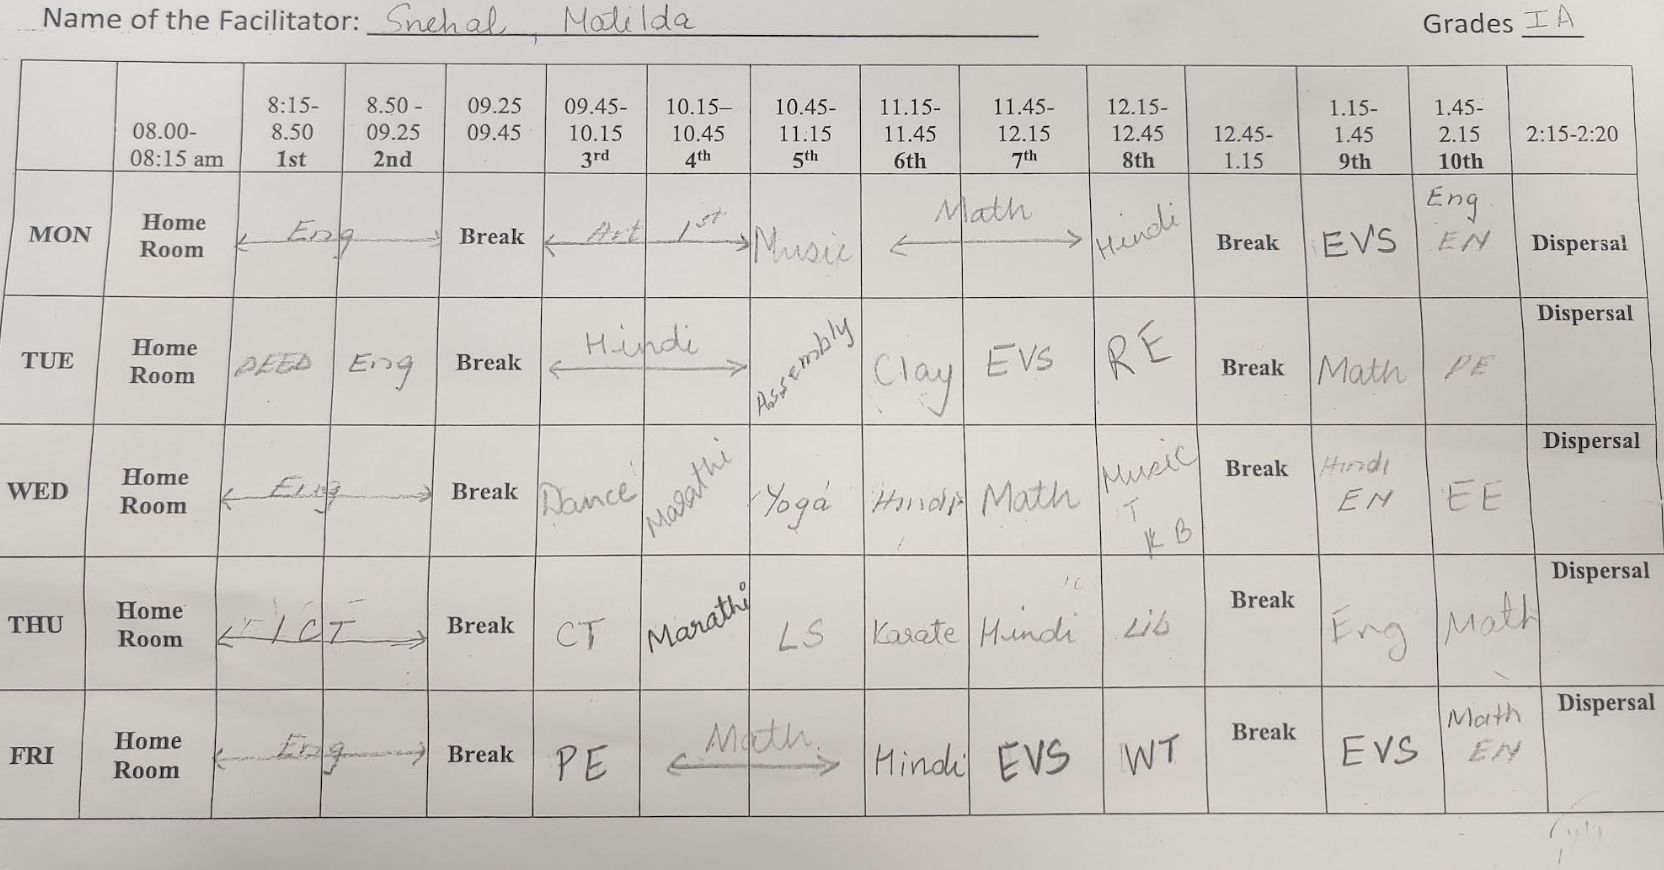 Name of the Facilitator: Snehal, Matilda Grades IA
08.00-08:15 am 8:15-8.50 1st 8.50 - 09.25 2nd 09.25 09.45 09.45-10.15 3rd 10.15–10.45 4th 10.45-11.15 5th 11.15-11.45 6th 11.45-12.15 7th 12.15-12.45 8th 12.45-1.15 1.15-1.45 9th 1.45-2.15 10th 2:15-2:20
MON Home Room Eng Break Art 1st Music Math Hindi Break EVS Eng EN Dispersal
TUE Home Room Eng Break Hindi Assembly Clay EVS RE Break Math PE Dispersal
WED Home Room Eng Break Dance Marathi Yoga Hindi Math Music T KB Break Hindi EN EE Dispersal
THU Home Room ICT Break CT Marathi LS Karate Hindi Lib Break Eng Math Dispersal
FRI Home Room Eng Break PE Math Hindi EVS WT Break EVS Math EN Dispersal